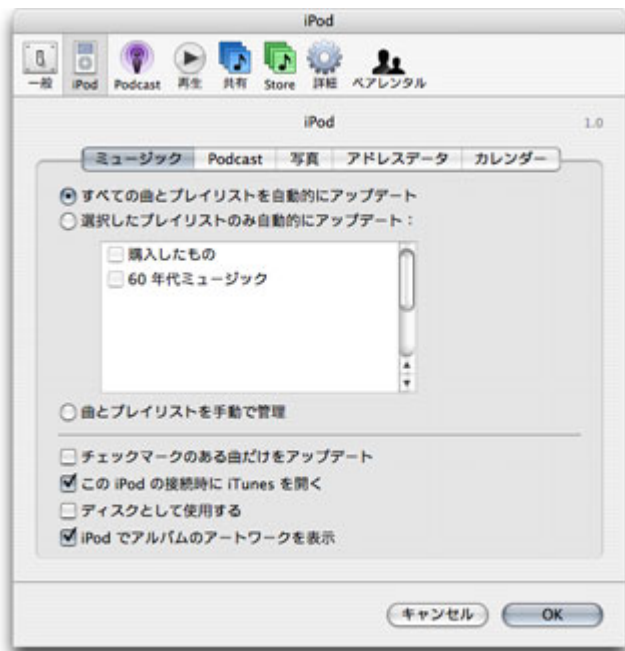 iPod
一般 iPod Podcast 再生 共有 Store 詳細 ペアレンタル
iPod 1.0
ミュージック Podcast 写真 アドレスデータ カレンダー
すべての曲とプレイリストを自動的にアップデート
選択したプレイリストのみ自動的にアップデート：
購入したもの
60 年代ミュージック
曲とプレイリストを手動で管理
チェックマークのある曲だけをアップデート
この iPod の接続時に iTunes を開く
ディスクとして使用する
iPod でアルバムのアートワークを表示
キャンセル OK